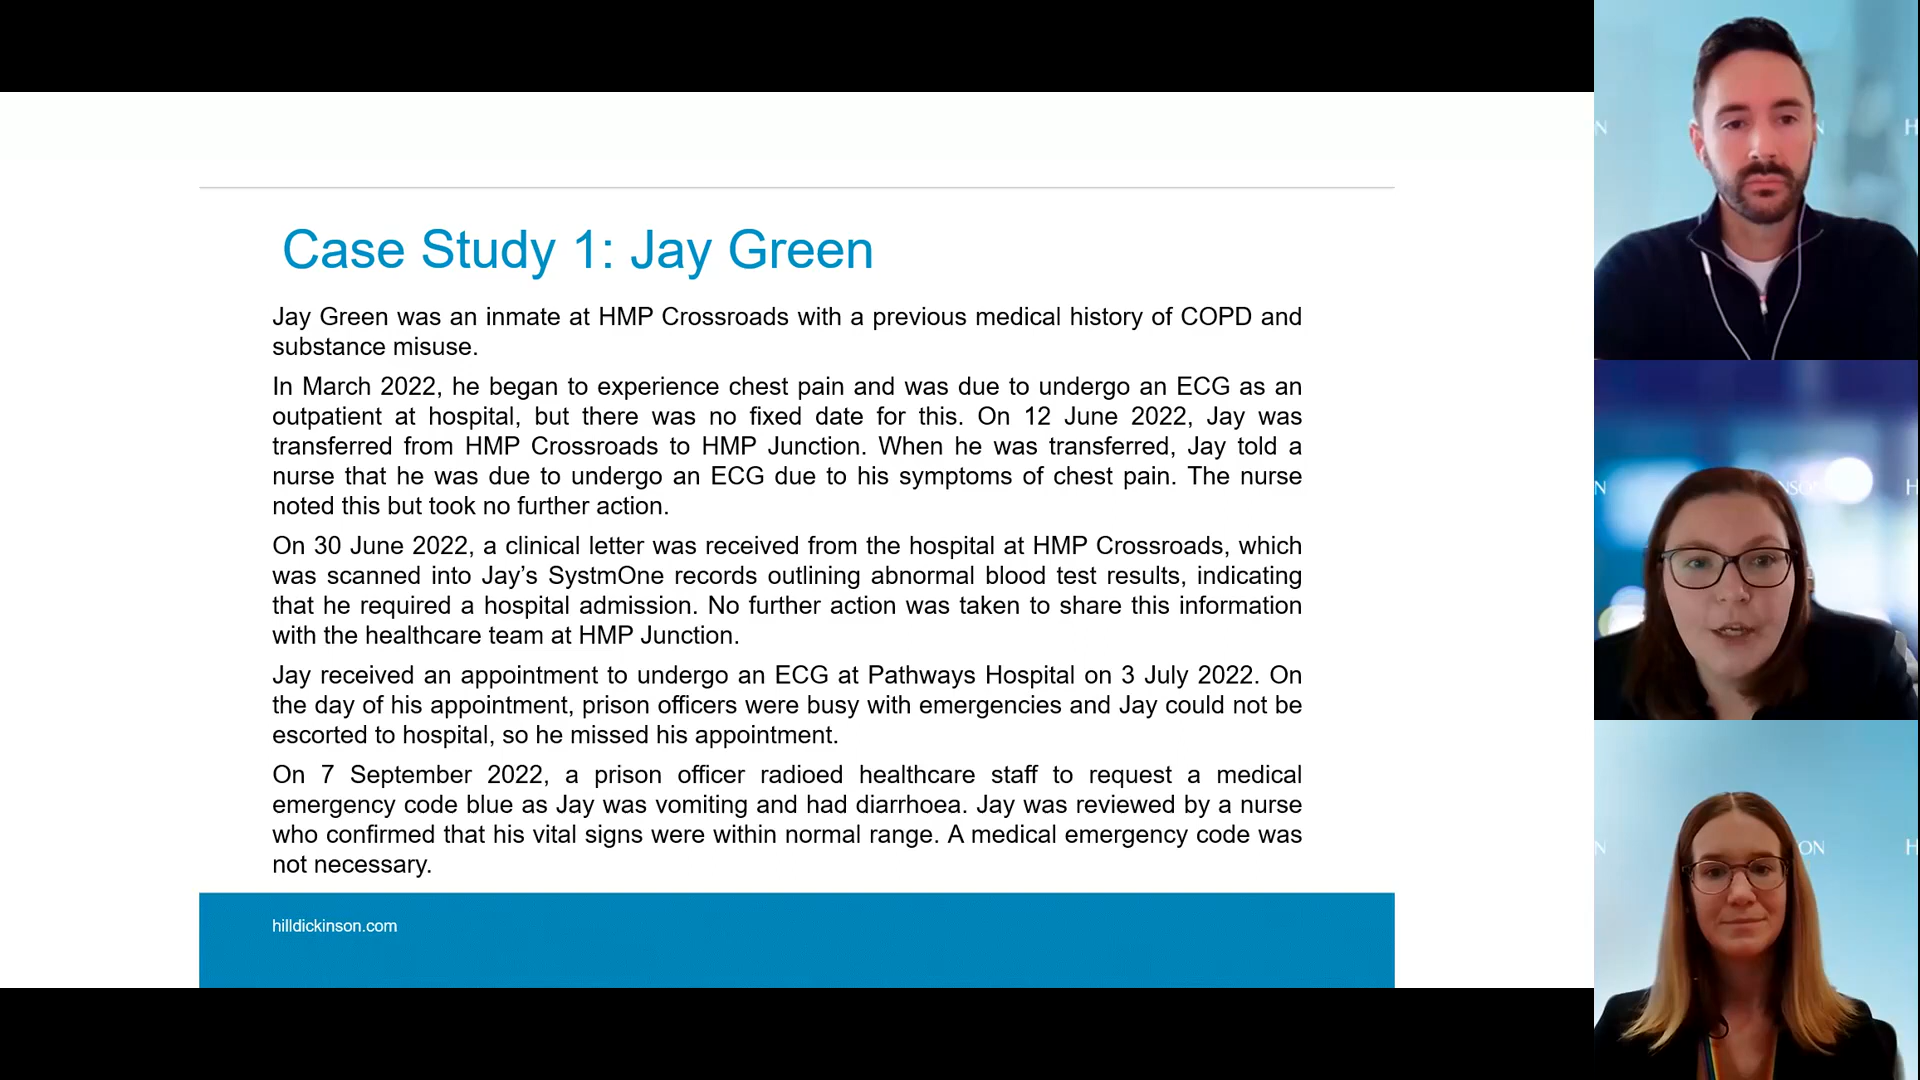 Case Study 1: Jay Green
Jay Green was an inmate at HMP Crossroads with a previous medical history of COPD and
substance misuse.
In March 2022, he began to experience chest pain and was due to undergo an ECG as an
outpatient at hospital, but there was no fixed date for this. On 12 June 2022, Jay was
transferred from HMP Crossroads to HMP Junction. When he was transferred, Jay told a
nurse that he was due to undergo an ECG due to his symptoms of chest pain. The nurse
noted this but took no further action.
On 30 June 2022, a clinical letter was received from the hospital at HMP Crossroads, which
was scanned into Jay’s SystmOne records outlining abnormal blood test results, indicating
that he required a hospital admission. No further action was taken to share this information
with the healthcare team at HMP Junction.
Jay received an appointment to undergo an ECG at Pathways Hospital on 3 July 2022. On
the day of his appointment, prison officers were busy with emergencies and Jay could not be
escorted to hospital, so he missed his appointment.
On 7 September 2022, a prison officer radioed healthcare staff to request a medical
emergency code blue as Jay was vomiting and had diarrhoea. Jay was reviewed by a nurse
who confirmed that his vital signs were within normal range. A medical emergency code was
not necessary.
hilldickinson.com
N N H
N NSON H
N ON H